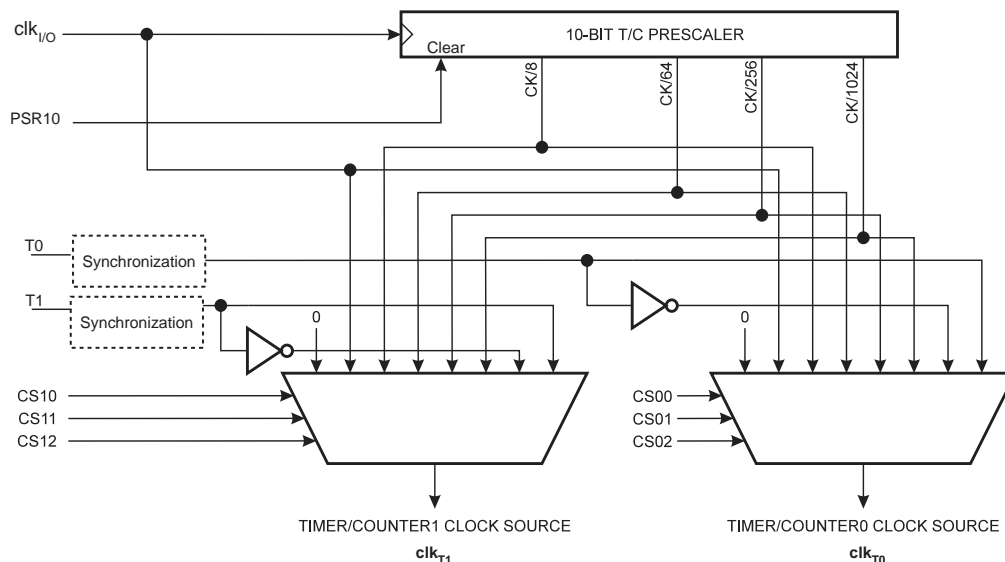 clkI/O
10-BIT T/C PRESCALER
Clear
CK/8
CK/64
CK/256
CK/1024
PSR10
T0
Synchronization
T1
Synchronization
0
0
CS10
CS11
CS12
CS00
CS01
CS02
TIMER/COUNTER1 CLOCK SOURCE
clkT1
TIMER/COUNTER0 CLOCK SOURCE
clkT0